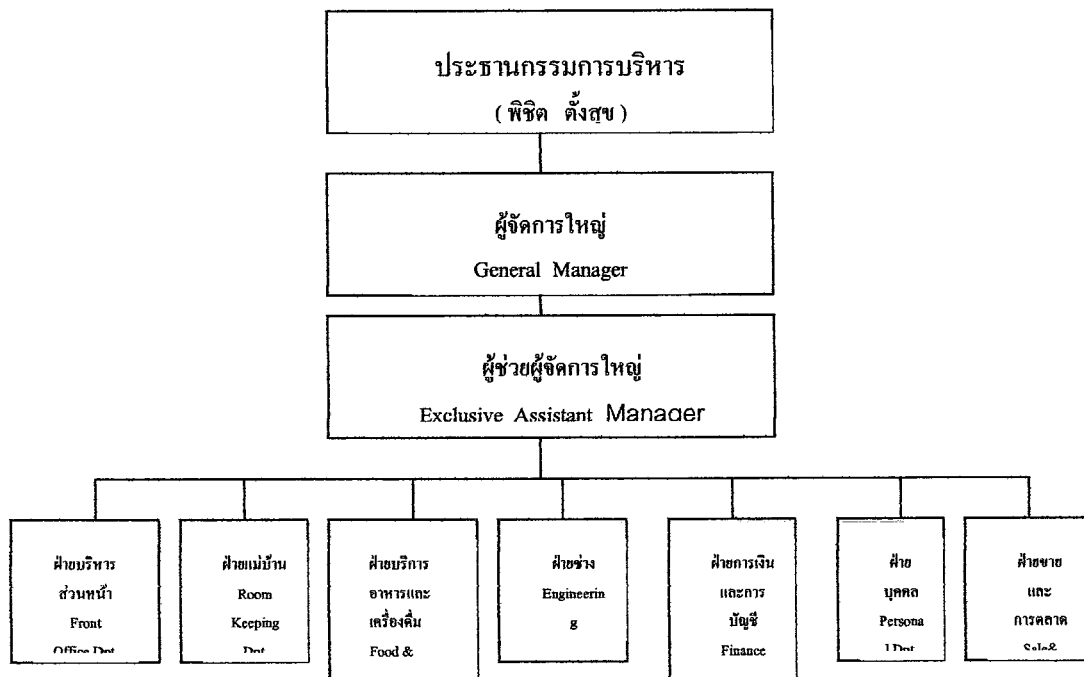 ประธานกรรมการบริหาร
( พิชิต ตั้งสุข )
ผู้จัดการใหญ่
General Manager
ผู้ช่วยผู้จัดการใหญ่
Exclusive Assistant Manager
ฝ่ายบริหาร
ส่วนหน้า
Front
Office Dpt
ฝ่ายแม่บ้าน
Room
Keeping
Dpt
ฝ่ายบริการ
อาหารและ
เครื่องดื่ม
Food &
ฝ่ายช่าง
Engineerin
g
ฝ่ายการเงิน
และการ
บัญชี
Finance
ฝ่าย
บุคคล
Persona
l Dpt
ฝ่ายขาย
และ
การตลาด
Sale&